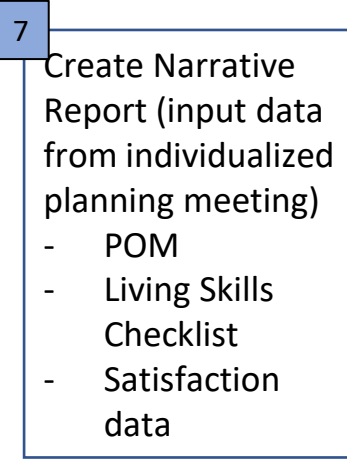 7
Create Narrative
Report (input data
from individualized
planning meeting)
- POM
- Living Skills
Checklist
- Satisfaction
data